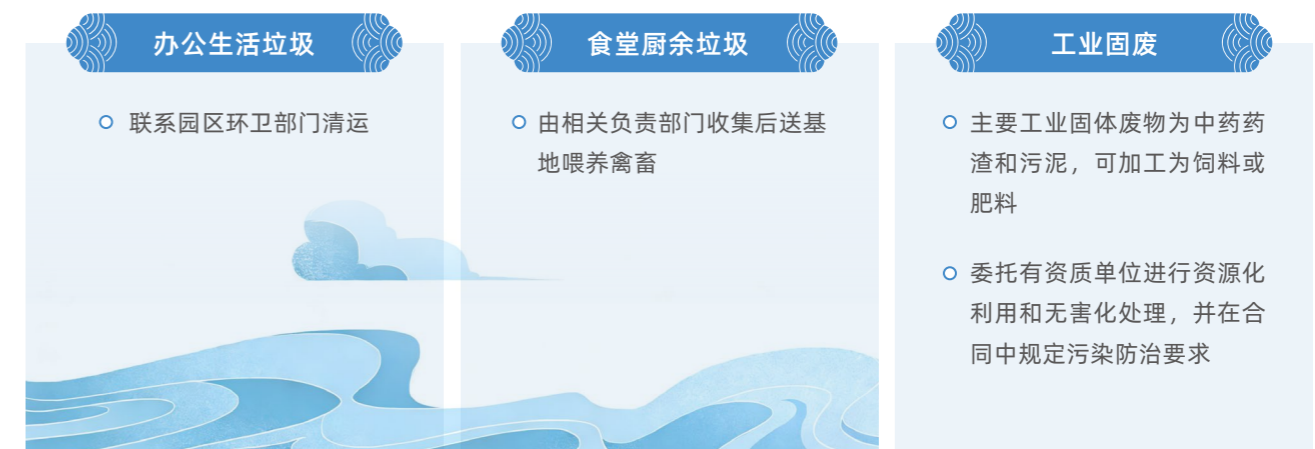 办公生活垃圾
联系园区环卫部门清运
食堂厨余垃圾
由相关负责部门收集后送基
地喂养禽畜
工业固废
主要工业固体废物为中药药
渣和污泥，可加工为饲料或
肥料
委托有资质单位进行资源化
利用和无害化处理，并在合
同中规定污染防治要求